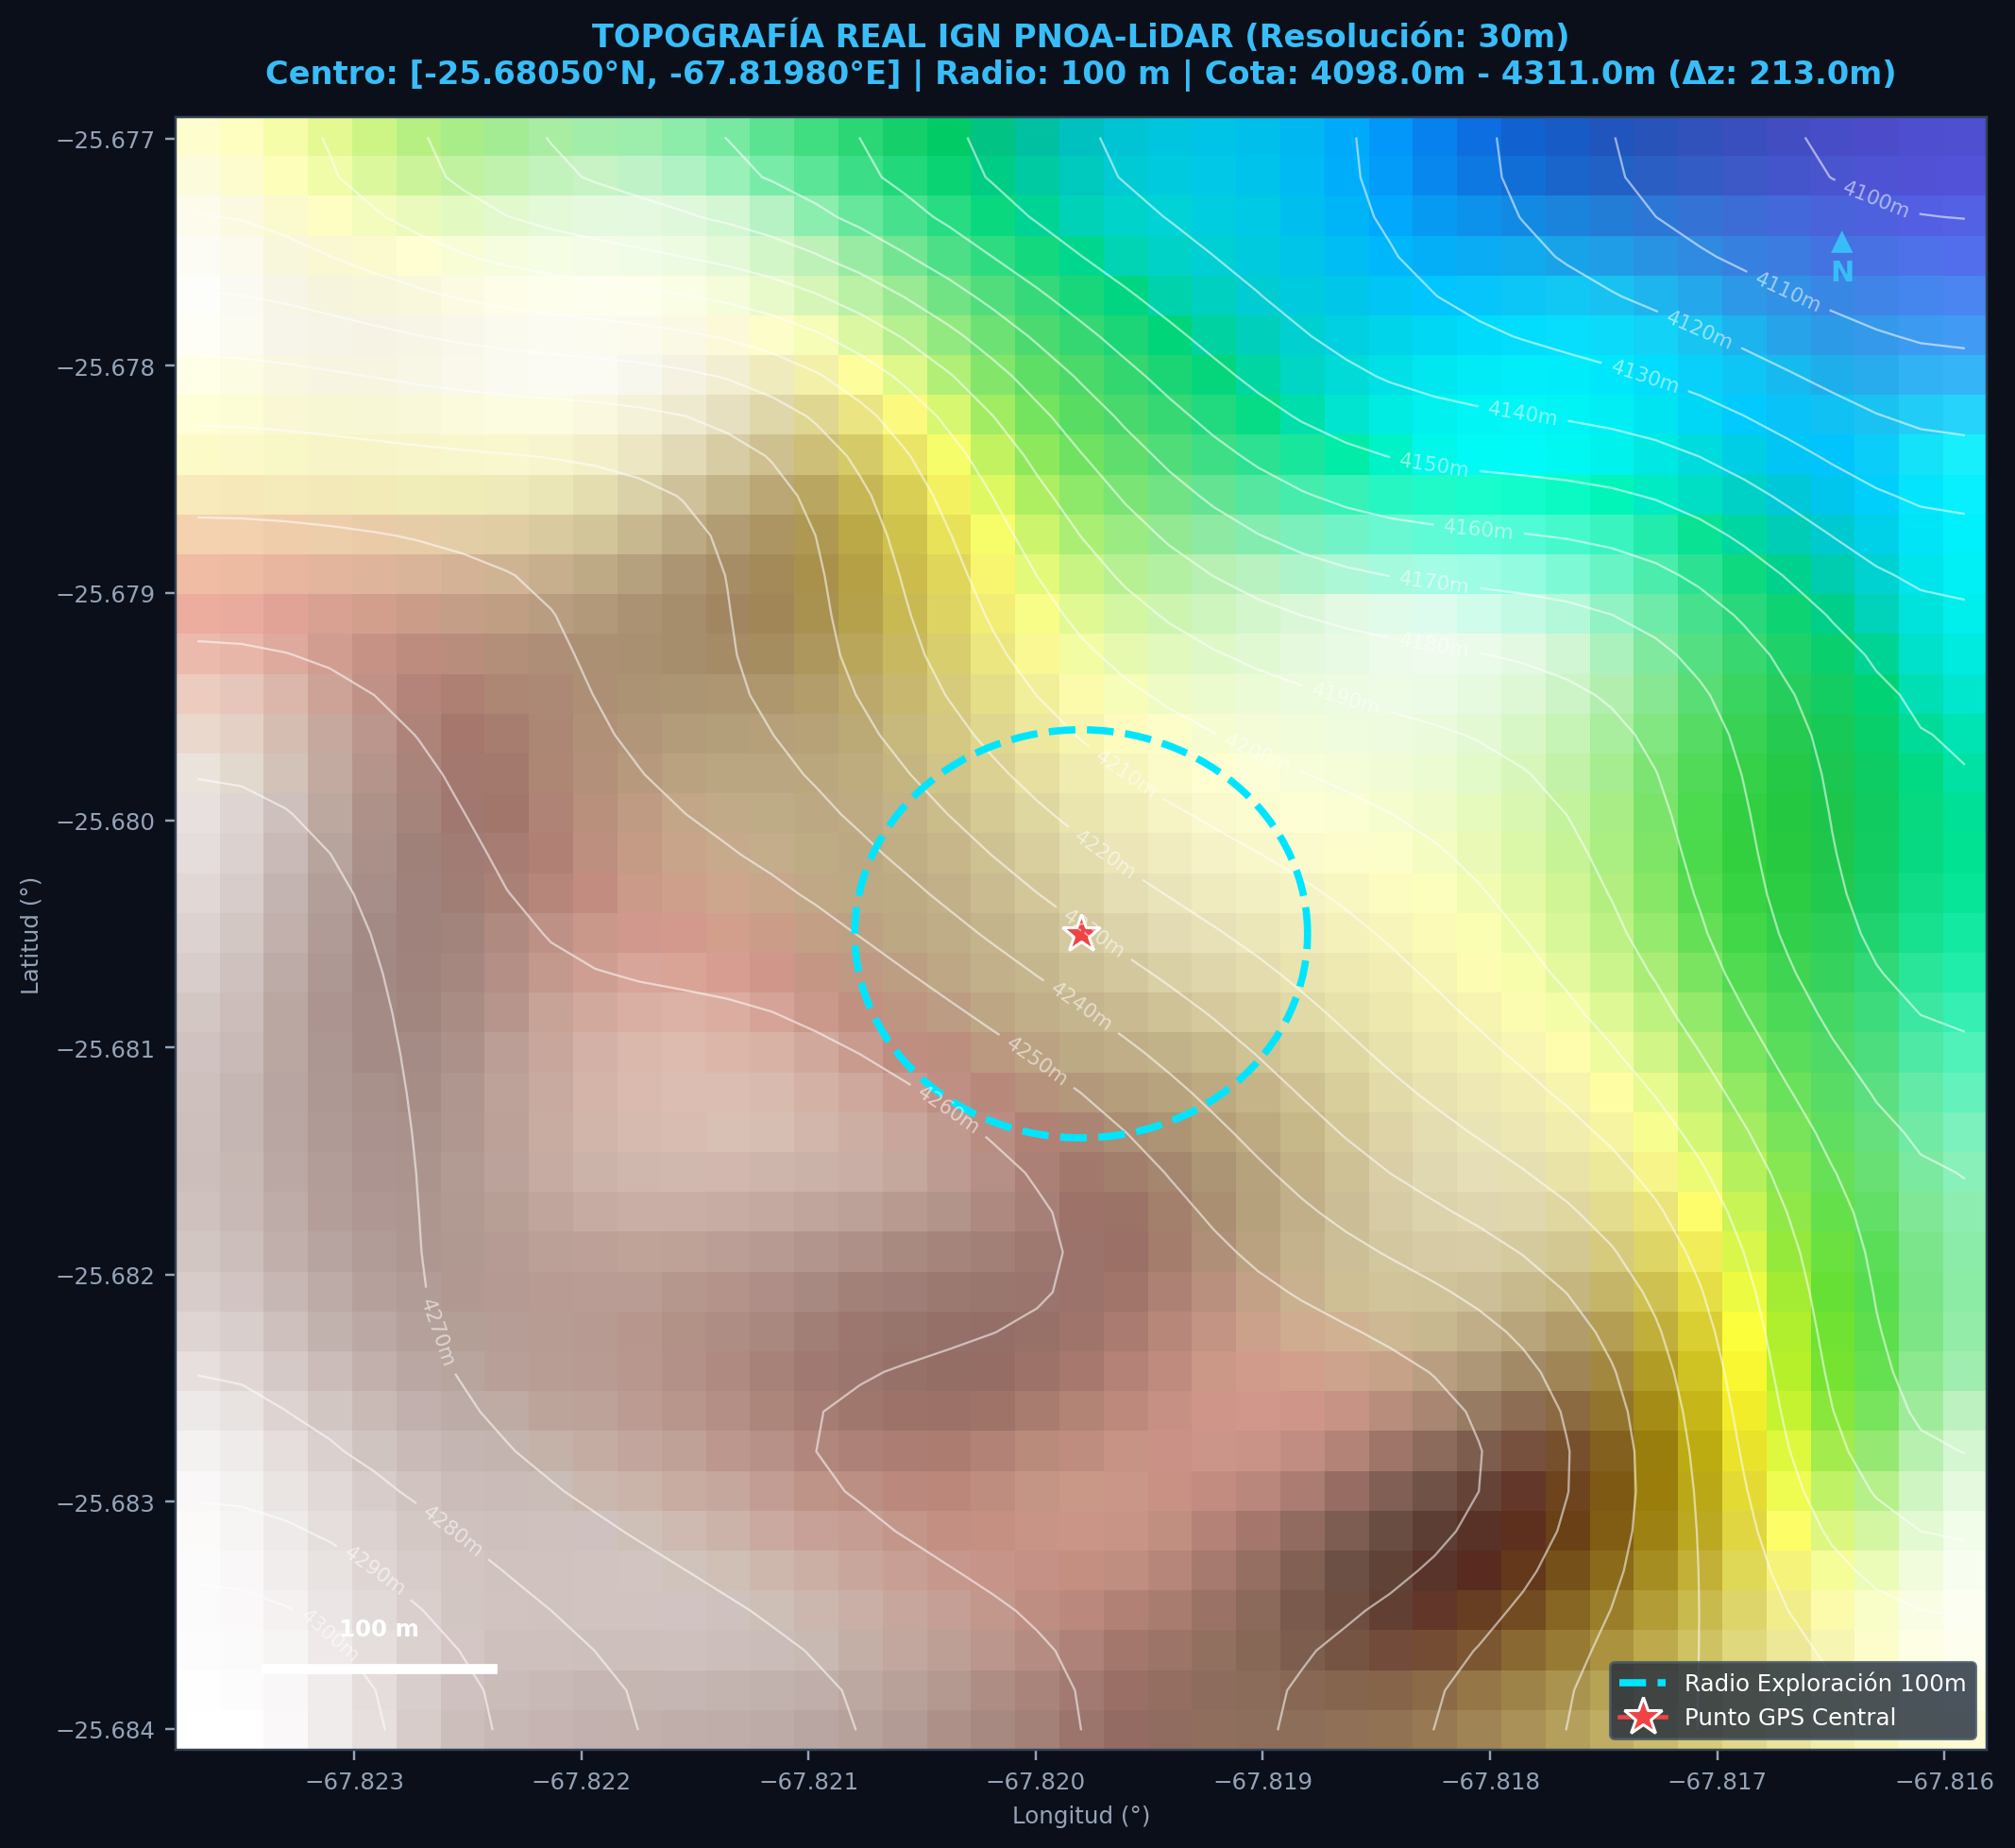 TOPOGRAFÍA REAL IGN PNOA-LiDAR (Resolución: 30m)
Centro: [-25.68050°N, -67.81980°E] | Radio: 100 m | Cota: 4098.0m - 4311.0m (Δz: 213.0m)
−25.677
4100m
N
4110m
4120m
−25.678
4130m
4140m
4150m
4160m
4170m
−25.679
4180m
4190m
4200m
4210m
−25.680
4220m
4230m
Latitud (°)
4240m
4250m
−25.681
4260m
−25.682
4270m
−25.683
4280m
4290m
4300m
100 m
Radio Exploración 100m
Punto GPS Central
−25.684
−67.823
−67.822
−67.821
−67.820
−67.819
−67.818
−67.817
−67.816
Longitud (°)